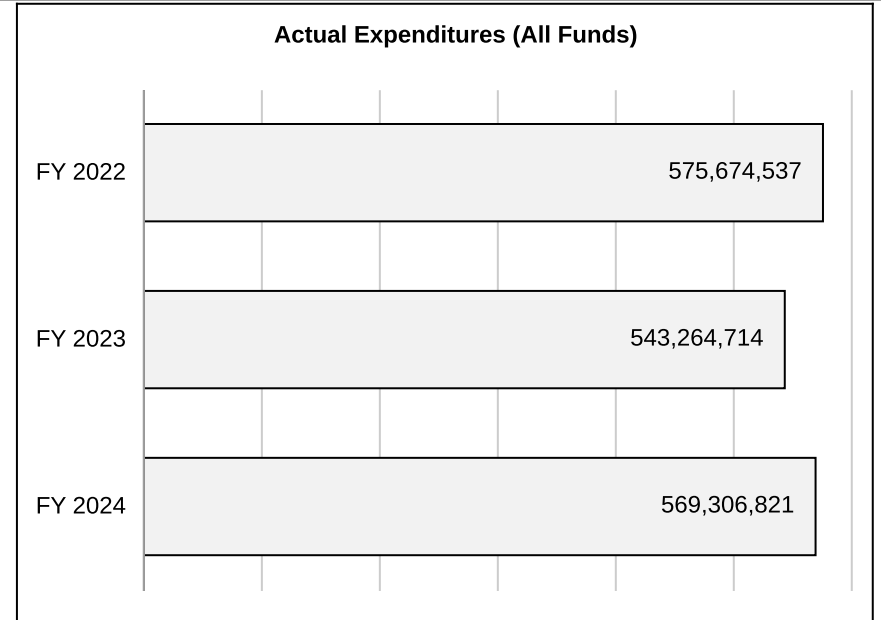 Actual Expenditures (All Funds)
FY 2022 575,674,537
FY 2023 543,264,714
FY 2024 569,306,821